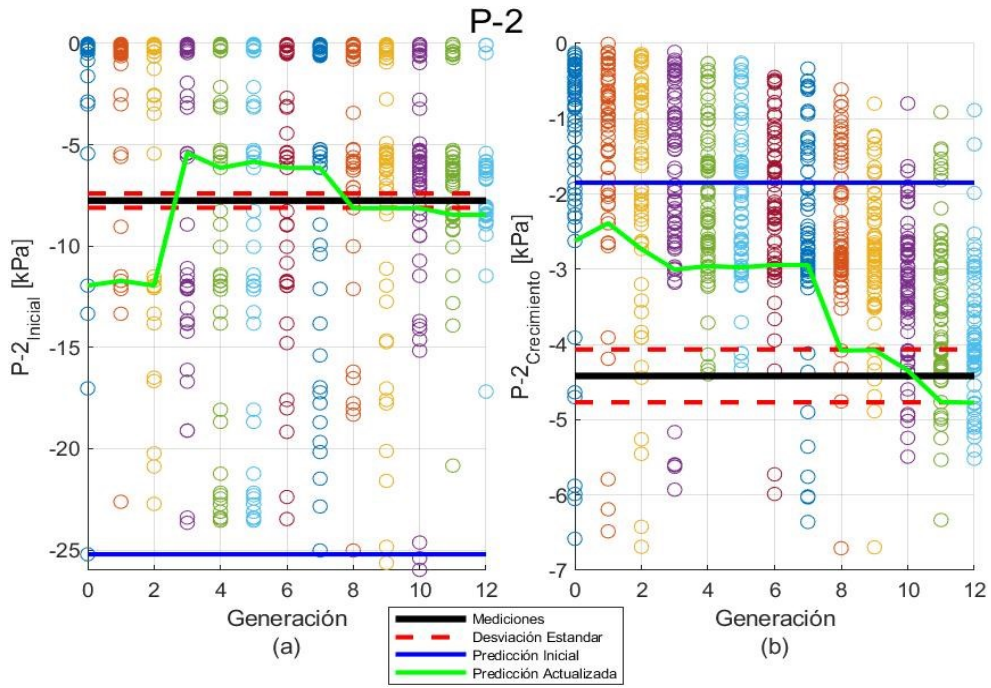 P-2
0
-5
-10
-15
-20
-25
P-2Inicial [kPa]
0 2 4 6 8 10 12
Generación
(a)
0
-1
-2
-3
-4
-5
-6
-7
P-2Crecimiento [kPa]
0 2 4 6 8 10 12
Generación
(b)
Mediciones
Desviación Estandar
Predicción Inicial
Predicción Actualizada